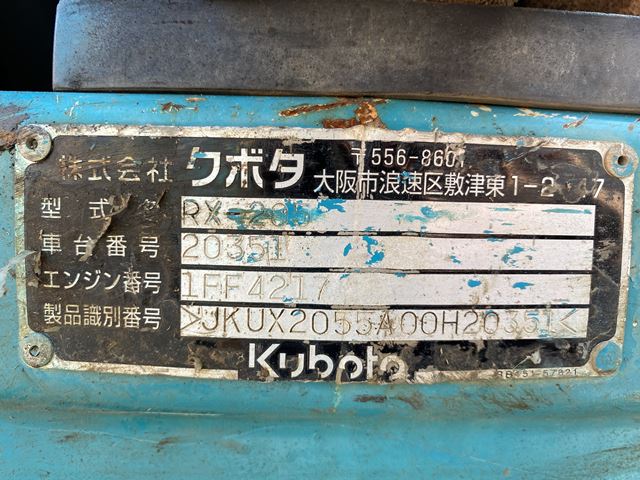 株式会社 クボタ 〒556-8601
大阪市浪速区敷津東1-2-47
型式名 RX-205
車台番号 20351
エンジン番号 1FF4217
製品識別番号 >JKUX2055A00H20351<
Kubota